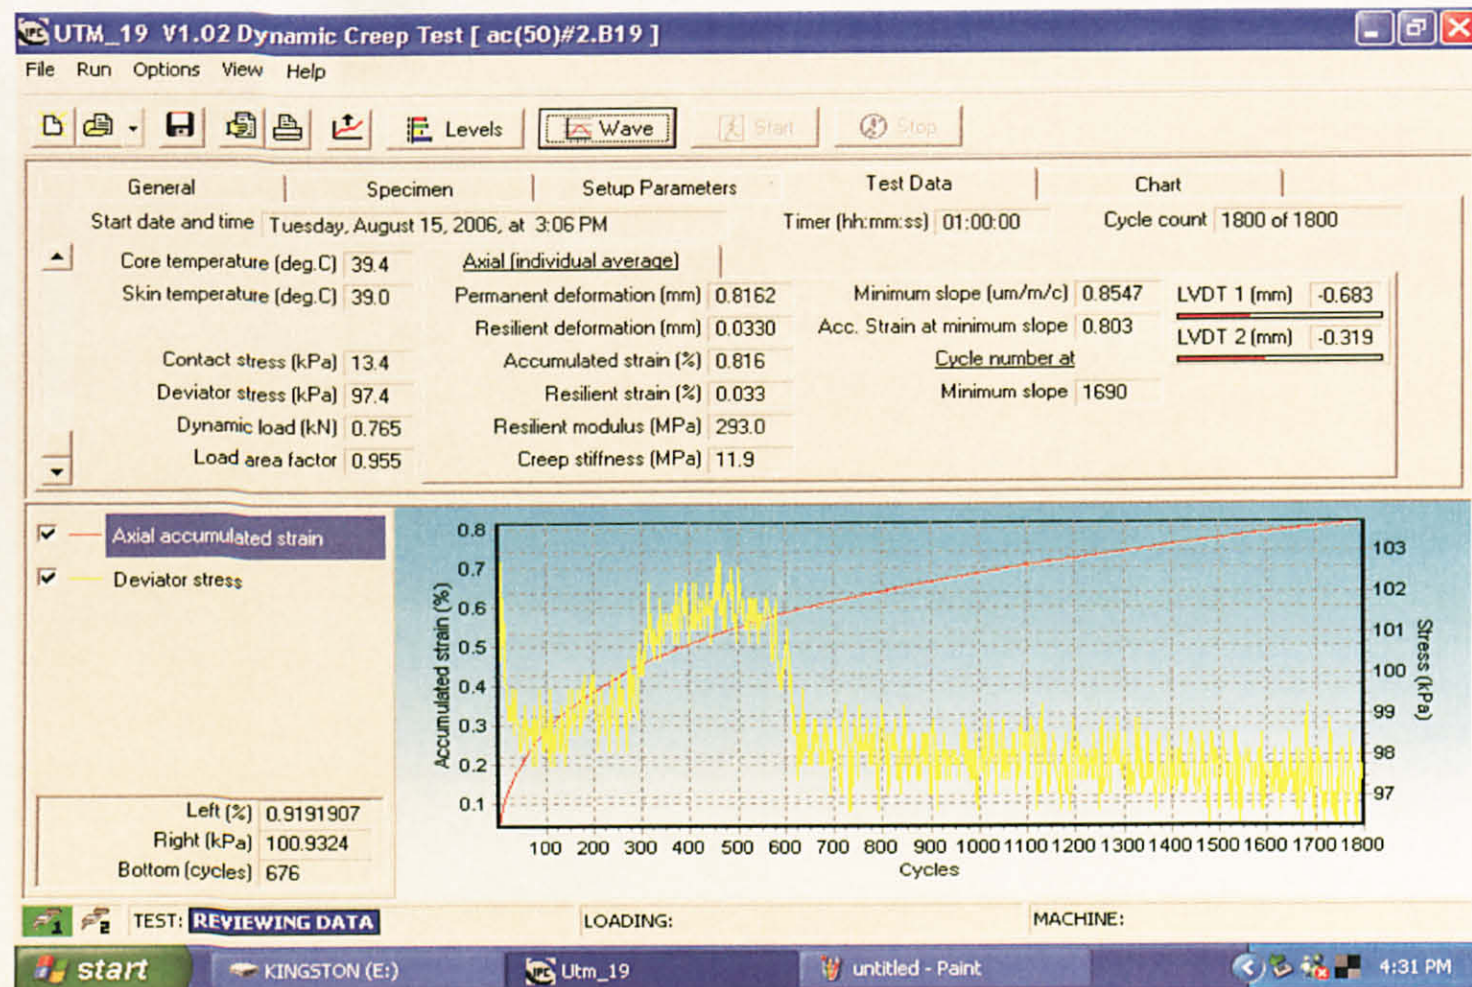 UTM_19 V1.02 Dynamic Creep Test [ ac(50)#2.B19 ]
File Run Options View Help
Levels Wave Start Stop
General Specimen Setup Parameters Test Data Chart
Start date and time Tuesday, August 15, 2006, at 3:06 PM Timer (hh:mm:ss) 01:00:00 Cycle count 1800 of 1800
Core temperature (deg.C) 39.4 Axial (individual average)
Skin temperature (deg.C) 39.0 Permanent deformation (mm) 0.8162 Minimum slope (um/m/c) 0.8547 LVDT 1 (mm) -0.683
Resilient deformation (mm) 0.0330 Acc. Strain at minimum slope 0.803 LVDT 2 (mm) -0.319
Contact stress (kPa) 13.4 Accumulated strain (%) 0.816 Cycle number at
Deviator stress (kPa) 97.4 Resilient strain (%) 0.033 Minimum slope 1690
Dynamic load (kN) 0.765 Resilient modulus (MPa) 293.0
Load area factor 0.955 Creep stiffness (MPa) 11.9
Axial accumulated strain
Deviator stress
Left (%) 0.9191907
Right (kPa) 100.9324
Bottom (cycles) 676
Accumulated strain (%)
0.8
0.7
0.6
0.5
0.4
0.3
0.2
0.1
103
102
101
100
99
98
97
Stress (kPa)
100 200 300 400 500 600 700 800 900 1000 1100 1200 1300 1400 1500 1600 1700 1800
Cycles
1 2 TEST: REVIEWING DATA LOADING: MACHINE:
start KINGSTON (E:) IPC Utm_19 untitled - Paint 4:31 PM